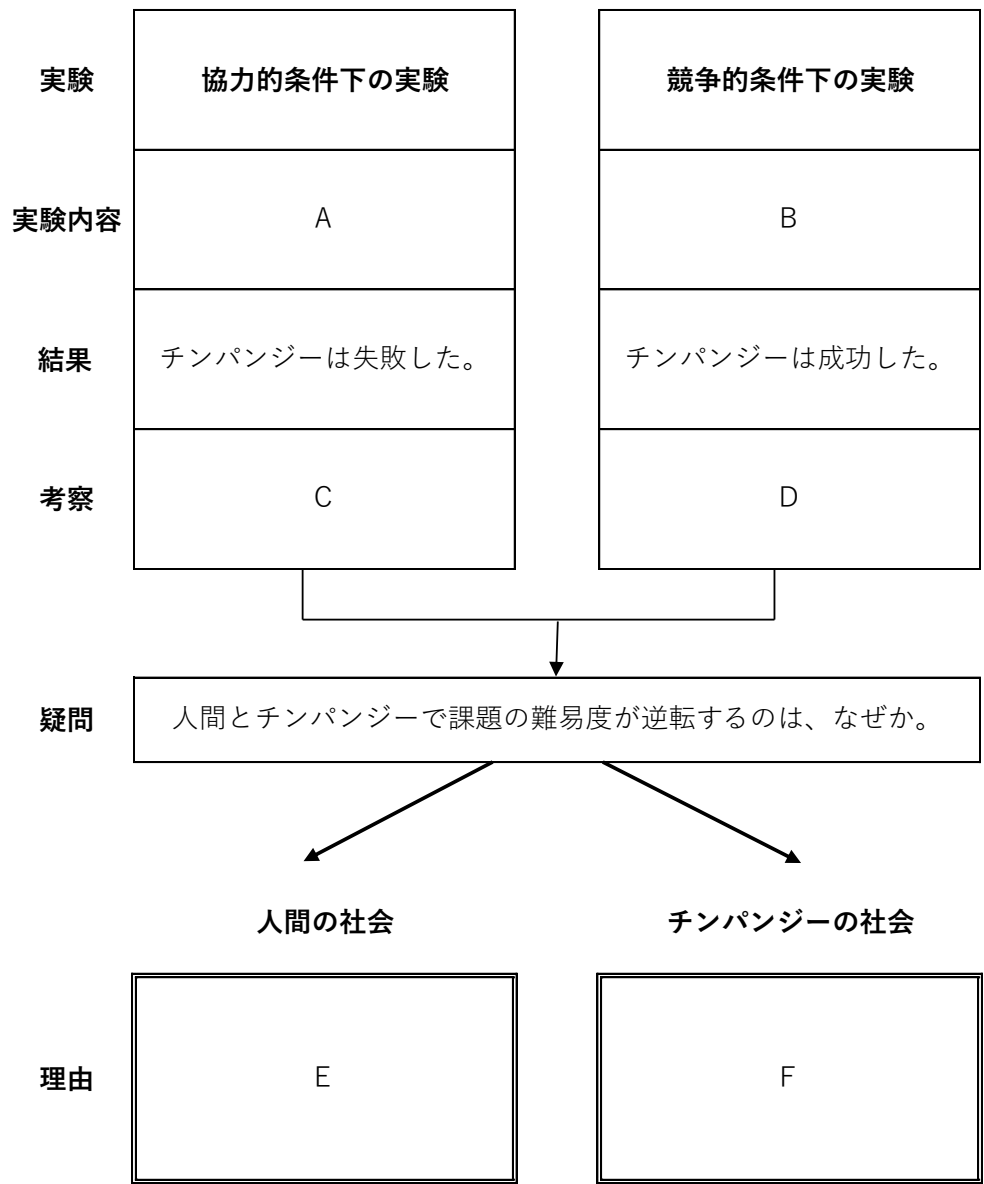 実験
協力的条件下の実験
競争的条件下の実験
実験内容
A
B
結果
チンパンジーは失敗した。
チンパンジーは成功した。
考察
C
D
疑問
人間とチンパンジーで課題の難易度が逆転するのは、なぜか。
人間の社会
チンパンジーの社会
理由
E
F